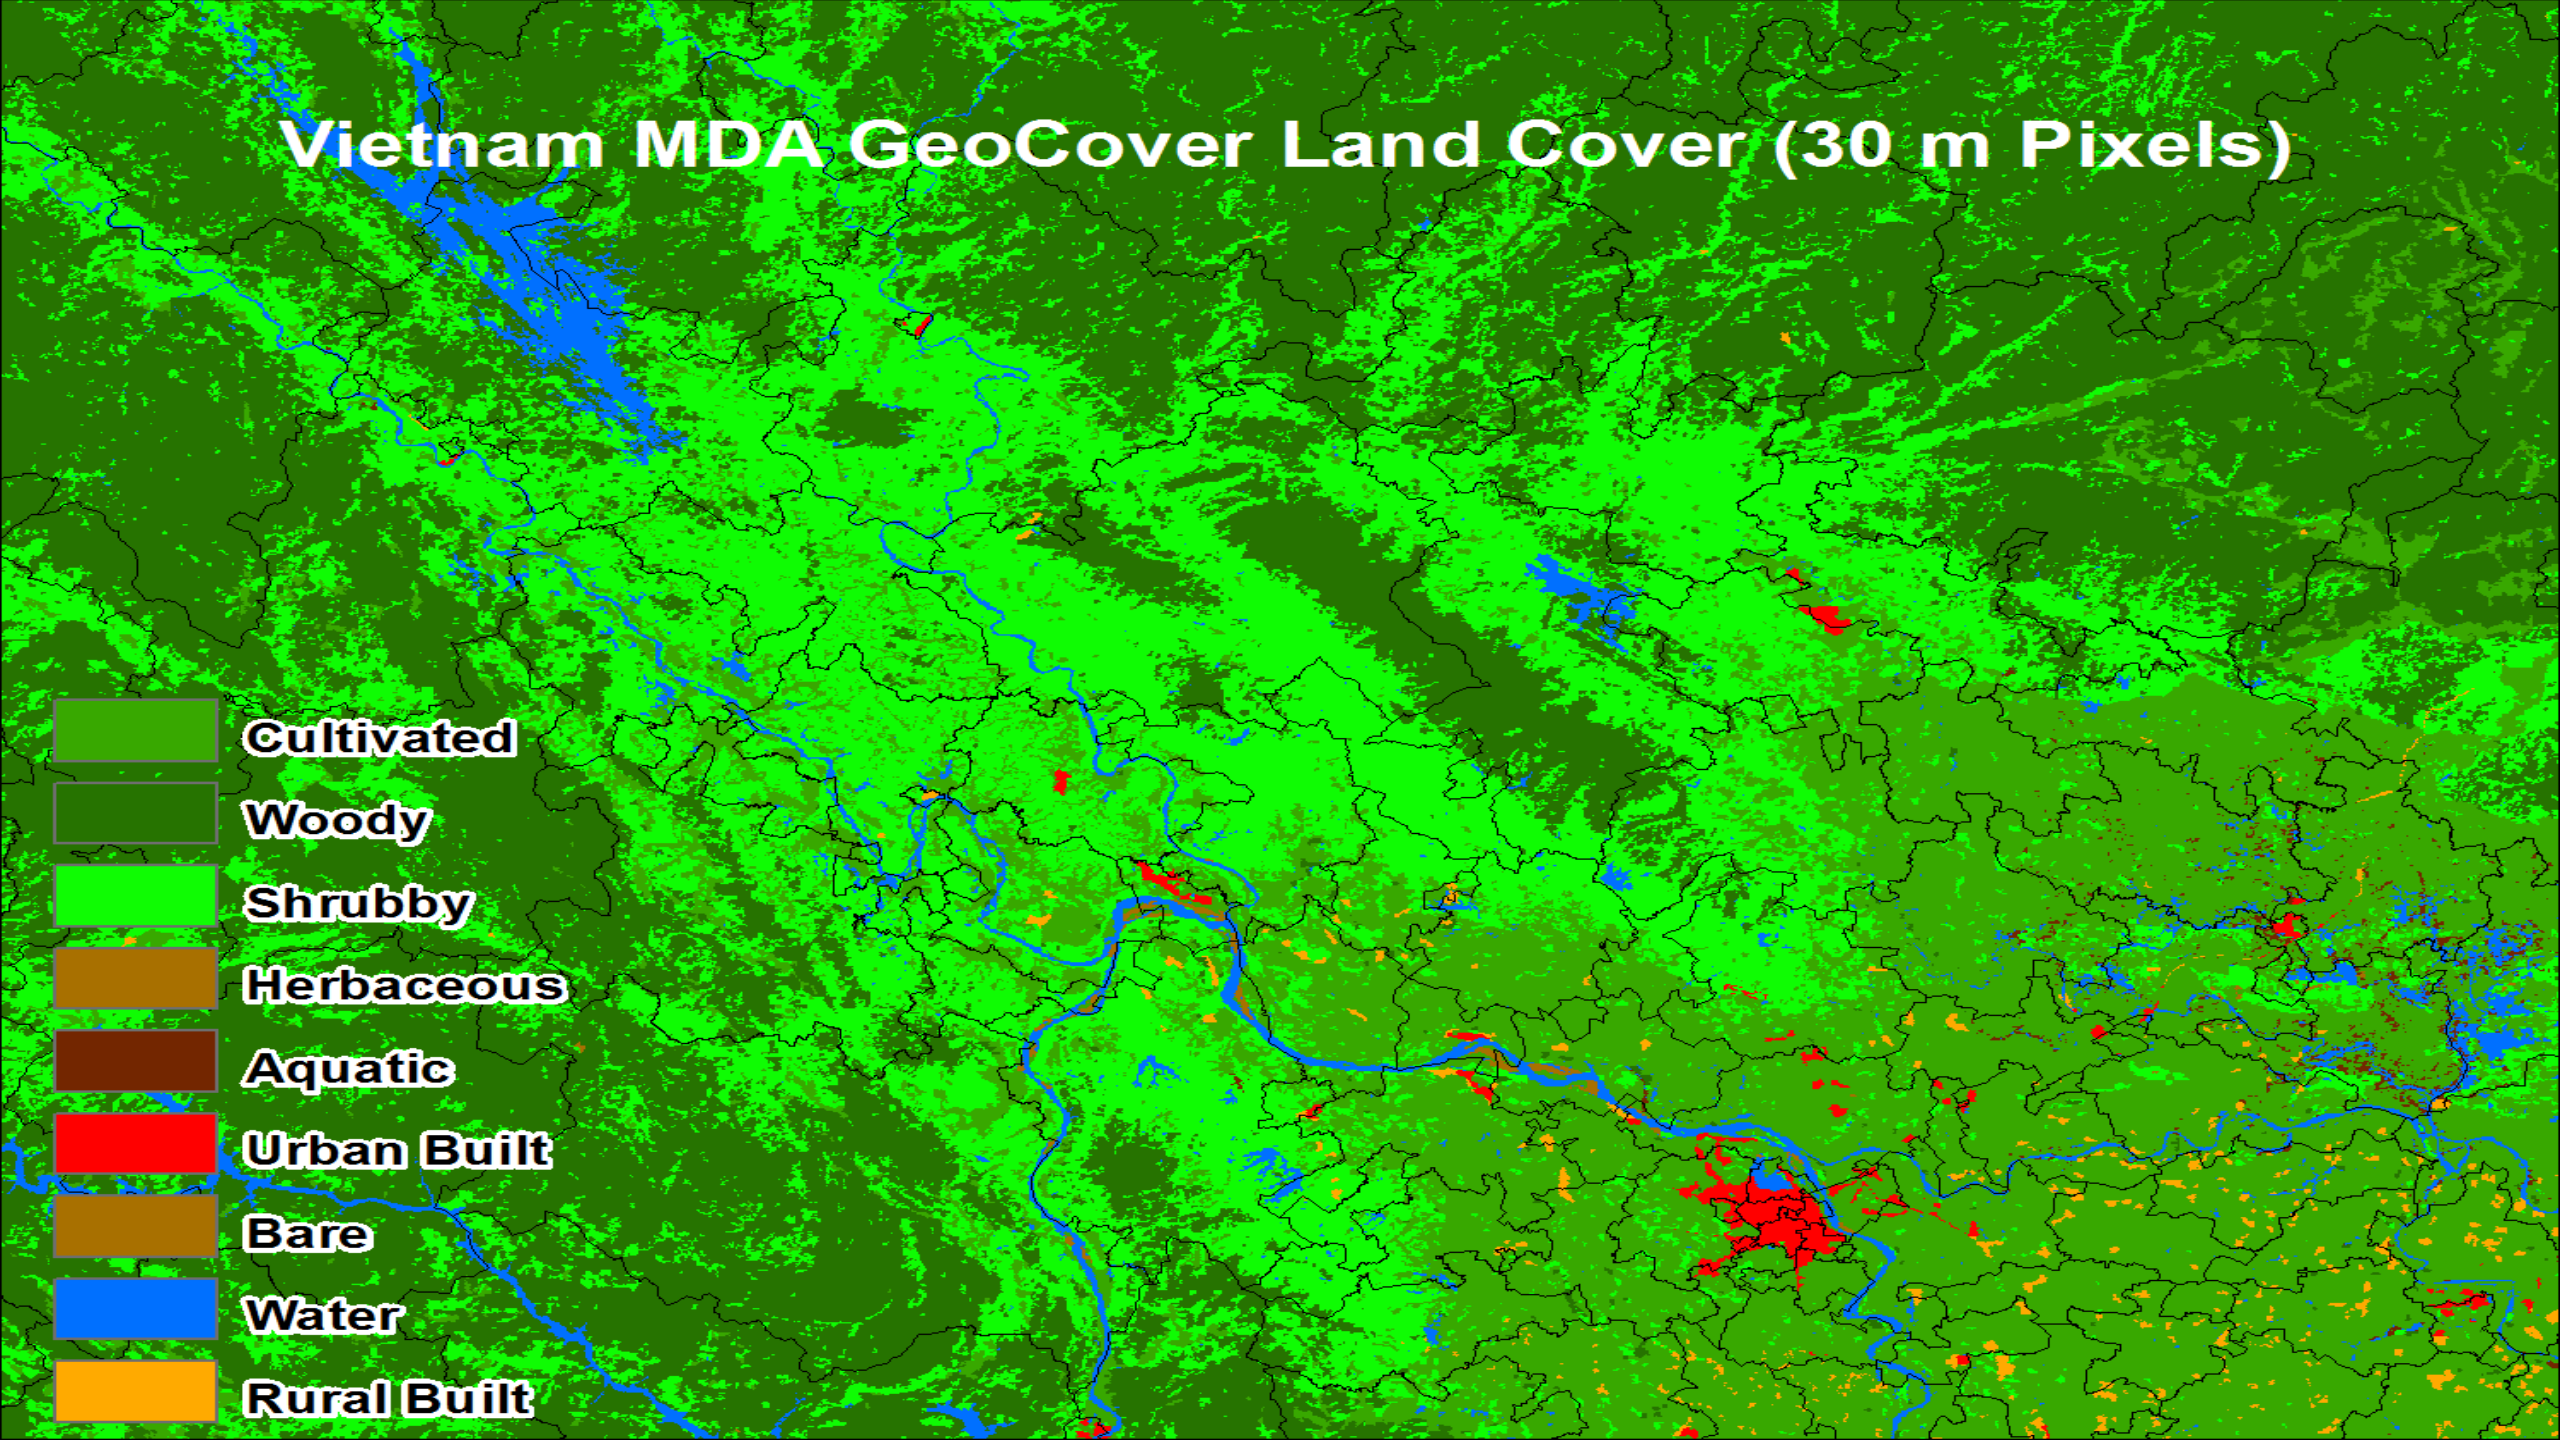 Vietnam MDA GeoCover Land Cover (30 m Pixels)
Cultivated
Woody
Shrubby
Herbaceous
Aquatic
Urban Built
Bare
Water
Rural Built